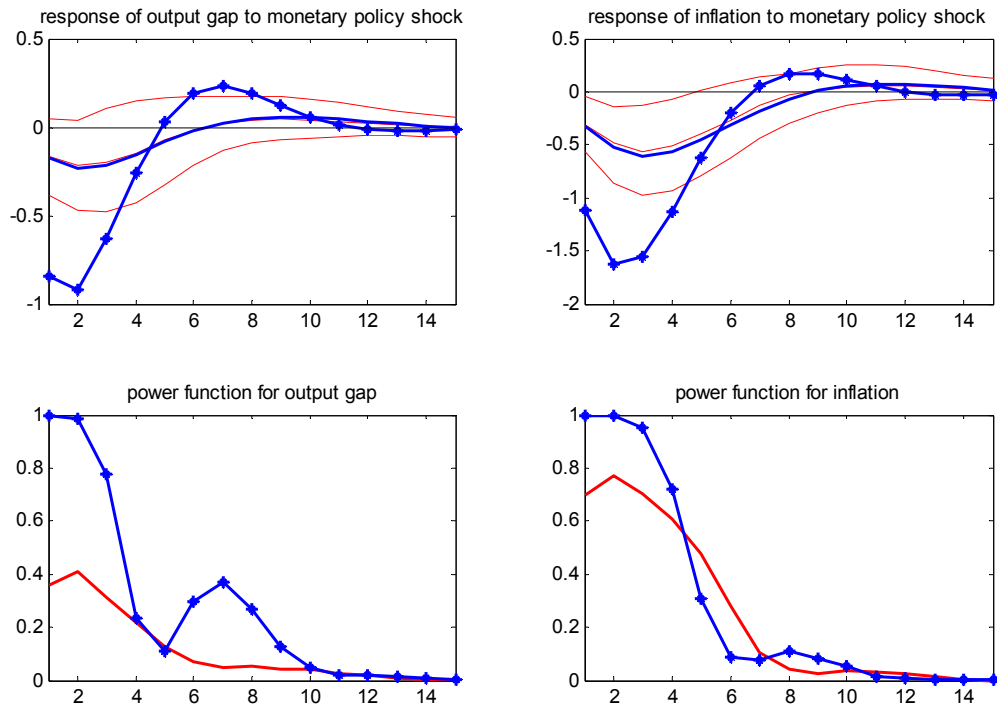 response of output gap to monetary policy shock
0.5
0
-0.5
-1
2 4 6 8 10 12 14
response of inflation to monetary policy shock
0.5
0
-0.5
-1
-1.5
-2
2 4 6 8 10 12 14
power function for output gap
1
0.8
0.6
0.4
0.2
0
2 4 6 8 10 12 14
power function for inflation
1
0.8
0.6
0.4
0.2
0
2 4 6 8 10 12 14